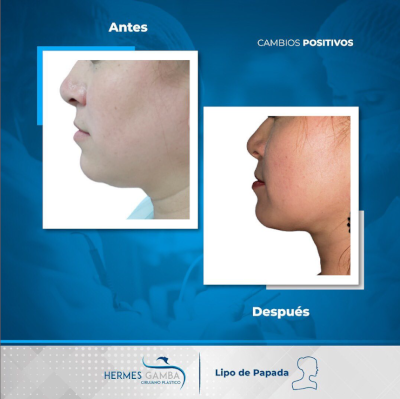 Antes
CAMBIOS POSITIVOS
Después
HERMES GAMBA
CIRUJANO PLÁSTICO
Lipo de Papada